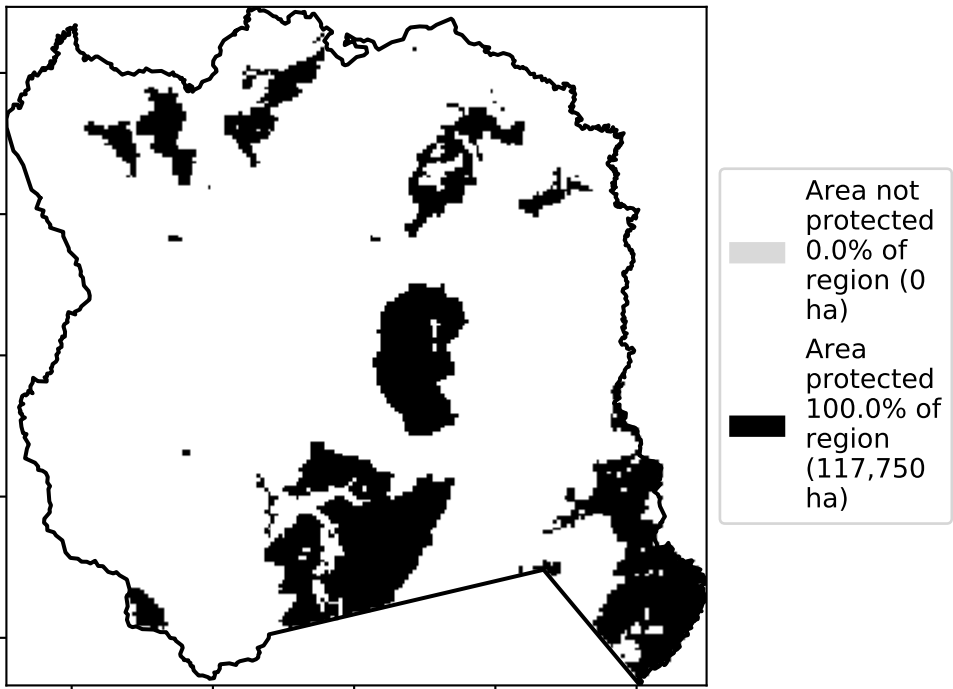 Area not
protected
0.0% of
region (0
ha)
Area
protected
100.0% of
region
(117,750
ha)